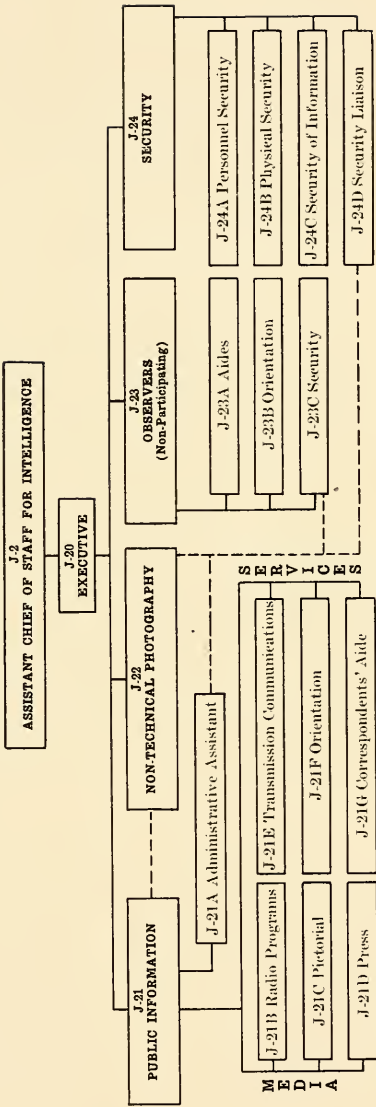 J-2
ASSISTANT CHIEF OF STAFF FOR INTELLIGENCE
J-20
EXECUTIVE
J-21
PUBLIC INFORMATION
J-22
NON-TECHNICAL PHOTOGRAPHY
J-23
OBSERVERS
(Non-Participating)
J-24
SECURITY
J-21A Administrative Assistant
MEDIA
J-21B Radio Programs
J-21C Pictorial
J-21D Press
J-21E Transmission Communications
J-21F Orientation
J-21G Correspondents' Aide
SERVICES
J-23A Aides
J-23B Orientation
J-23C Security
J-24A Personnel Security
J-24B Physical Security
J-24C Security of Information
J-24D Security Liaison